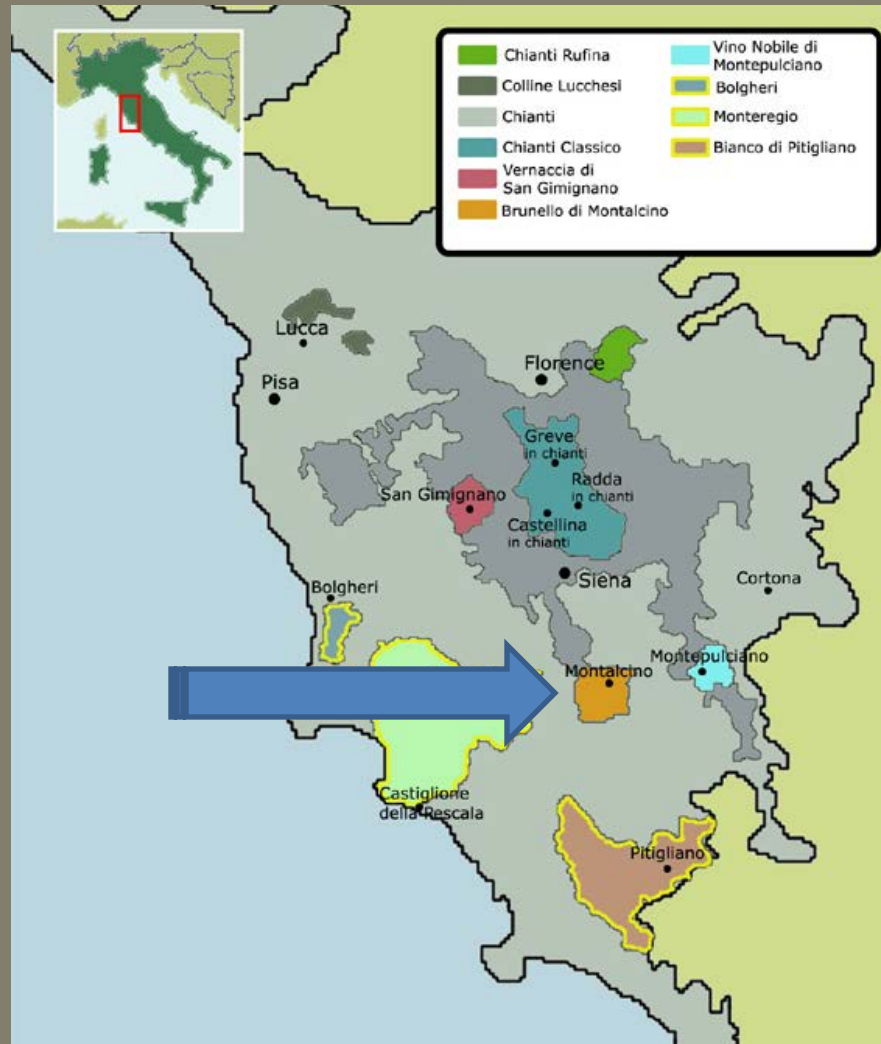 Chianti Rufina
Colline Lucchesi
Chianti
Chianti Classico
Vernaccia di
San Gimignano
Brunello di Montalcino
Vino Nobile di
Montepulciano
Bolgheri
Monteregio
Bianco di Pitigliano
Lucca
Pisa
Florence
Greve
in chianti
Radda
in chianti
San Gimignano
Castellina
in chianti
Siena
Cortona
Bolgheri
Montepulciano
Montalcino
Castiglione
della Rescala
Pitigliano